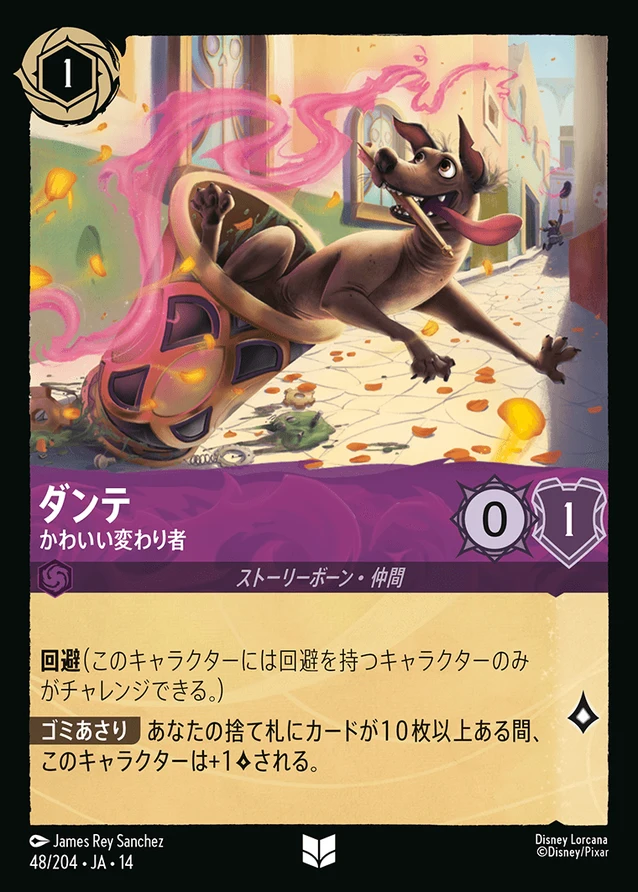 1
ダンテ
かわいい変わり者
0
1
ストーリーボーン・仲間
回避(このキャラクターには回避を持つキャラクターのみ
がチャレンジできる。)
ゴミあさり あなたの捨て札にカードが10枚以上ある間、
このキャラクターは+1される。
James Rey Sanchez
48/204・JA・14
Disney Lorcana
©Disney/Pixar